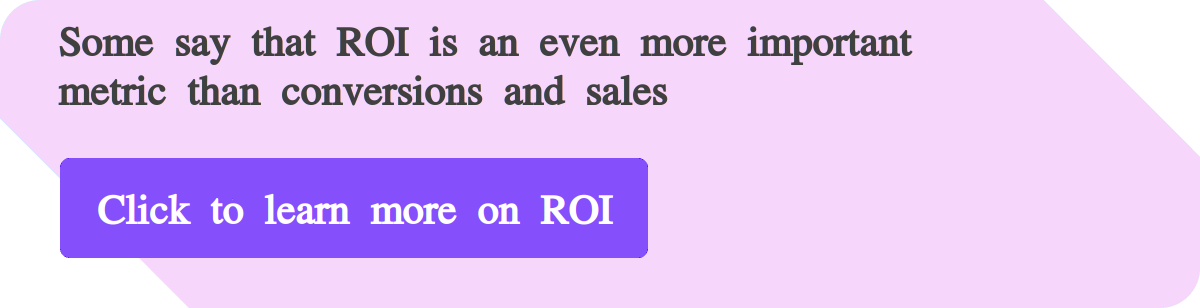 Some say that ROI is an even more important
metric than conversions and sales
Click to learn more on ROI